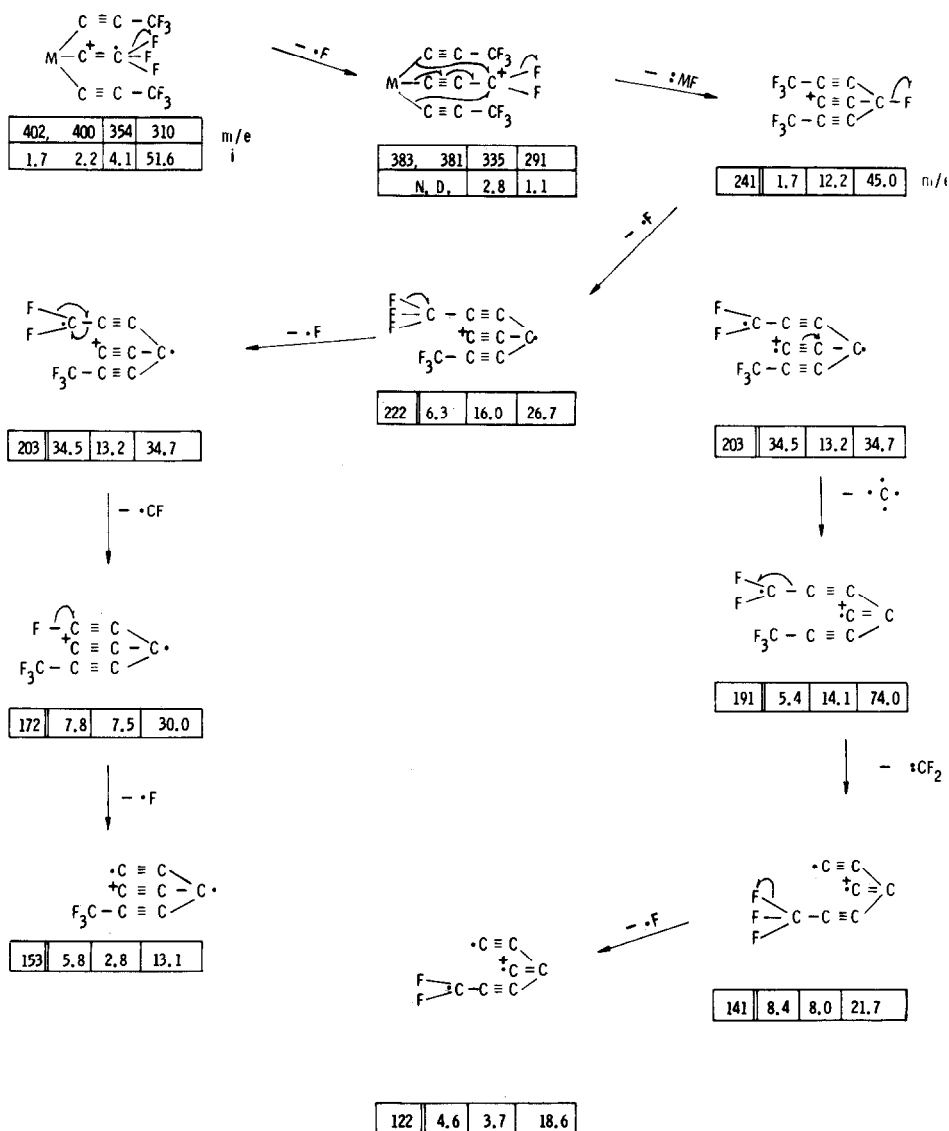 C ≡ C – CF3
M – C = C
+
F
F
F
C ≡ C – CF3
402, 400 354 310 m/e
1.7 2.2 4.1 51.6 i
– •F
C ≡ C – CF3
M – C ≡ C – C
+
F
F
C ≡ C – CF3
383, 381 335 291
N. D. 2.8 1.1
– :MF
F3C – C ≡ C
+
C ≡ C – C – F
F3C – C ≡ C
241 1.7 12.2 45.0 m/e
– •F
F
F
•C – C ≡ C
+
C ≡ C – C•
F3C – C ≡ C
203 34.5 13.2 34.7
– •F
F
F
F
C – C ≡ C
+
C ≡ C – C•
F3C – C ≡ C
222 6.3 16.0 26.7
F
F
•C – C ≡ C
+
•C ≡ C – C•
F3C – C ≡ C
203 34.5 13.2 34.7
– •CF
– •C•
F – C ≡ C
+
C ≡ C – C•
F3C – C ≡ C
172 7.8 7.5 30.0
F
F
•C – C ≡ C
+
•C = C
F3C – C ≡ C
191 5.4 14.1 74.0
– •F
– :CF2
•C ≡ C
+
C ≡ C – C•
F3C – C ≡ C
153 5.8 2.8 13.1
•C ≡ C
+
•C = C
F
F – C – C ≡ C
F
141 8.4 8.0 21.7
– •F
•C ≡ C
+
•C = C
F
F
C – C ≡ C
122 4.6 3.7 18.6